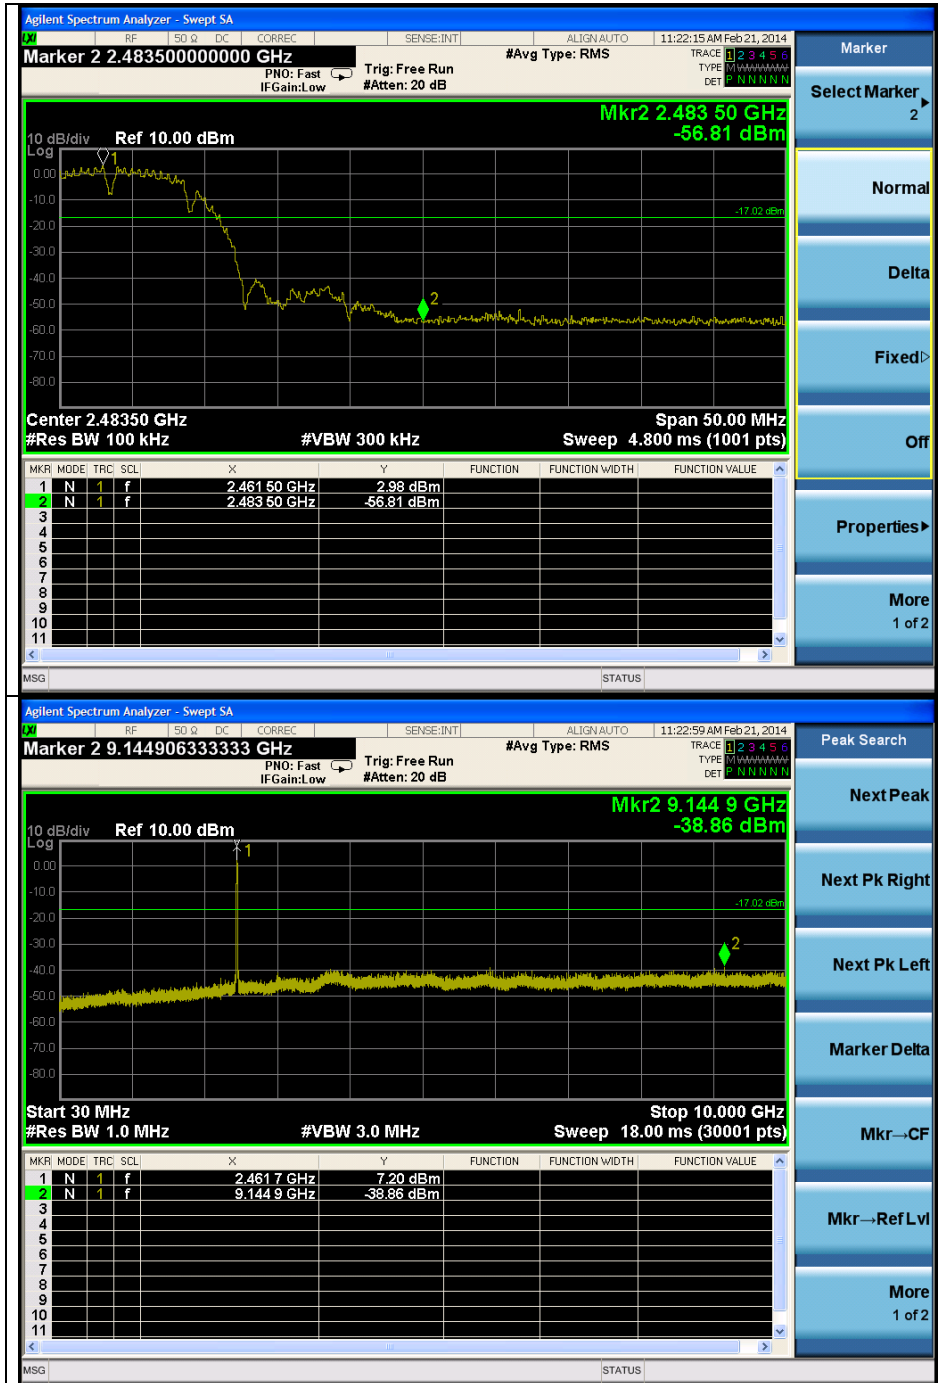 Agilent Spectrum Analyzer - Swept SA
LXI RF 50 Ω DC CORREC SENSE:INT ALIGN AUTO 11:22:15 AM Feb 21, 2014
Marker 2 2.483500000000 GHz
PNO: Fast
IFGain:Low
Trig: Free Run
#Atten: 20 dB
#Avg Type: RMS
TRACE 1 2 3 4 5 6
TYPE M WWWWW
DET P N N N N N
Mkr2 2.483 50 GHz
-56.81 dBm
10 dB/div Ref 10.00 dBm
Log
1
0.00
-10.0
-17.02 dBm
-20.0
-30.0
-40.0
2
-50.0
-60.0
-70.0
-80.0
Center 2.48350 GHz Span 50.00 MHz
#Res BW 100 kHz #VBW 300 kHz Sweep 4.800 ms (1001 pts)
MKR MODE TRC SCL X Y FUNCTION FUNCTION WIDTH FUNCTION VALUE
1 N 1 f 2.461 50 GHz 2.98 dBm
2 N 1 f 2.483 50 GHz -56.81 dBm
3
4
5
6
7
8
9
10
11
MSG STATUS
Marker
Select Marker
2
Normal
Delta
Fixed
Off
Properties
More
1 of 2
Agilent Spectrum Analyzer - Swept SA
LXI RF 50 Ω DC CORREC SENSE:INT ALIGN AUTO 11:22:59 AM Feb 21, 2014
Marker 2 9.144906333333 GHz
PNO: Fast
IFGain:Low
Trig: Free Run
#Atten: 20 dB
#Avg Type: RMS
TRACE 1 2 3 4 5 6
TYPE M WWWWW
DET P N N N N N
Mkr2 9.144 9 GHz
-38.86 dBm
10 dB/div Ref 10.00 dBm
Log
1
0.00
-10.0
-17.02 dBm
-20.0
-30.0
2
-40.0
-50.0
-60.0
-70.0
-80.0
Start 30 MHz Stop 10.000 GHz
#Res BW 1.0 MHz #VBW 3.0 MHz Sweep 18.00 ms (30001 pts)
MKR MODE TRC SCL X Y FUNCTION FUNCTION WIDTH FUNCTION VALUE
1 N 1 f 2.461 7 GHz 7.20 dBm
2 N 1 f 9.144 9 GHz -38.86 dBm
3
4
5
6
7
8
9
10
11
MSG STATUS
Peak Search
Next Peak
Next Pk Right
Next Pk Left
Marker Delta
Mkr→CF
Mkr→Ref Lvl
More
1 of 2